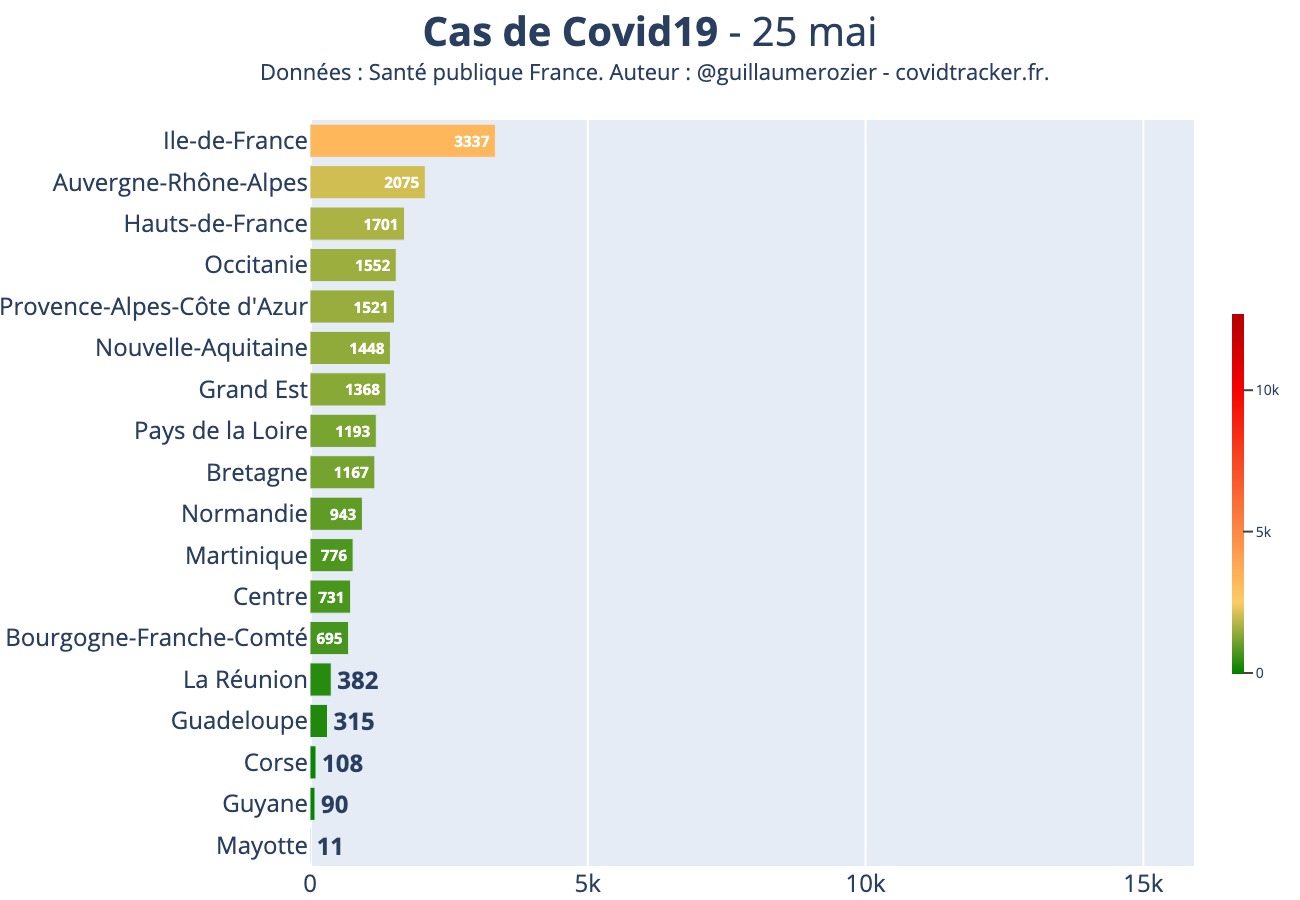 Cas de Covid19 - 25 mai
Données : Santé publique France. Auteur : @guillaumerozier - covidtracker.fr.
Ile-de-France 3337
Auvergne-Rhône-Alpes 2075
Hauts-de-France 1701
Occitanie 1552
Provence-Alpes-Côte d'Azur 1521
Nouvelle-Aquitaine 1448
Grand Est 1368
Pays de la Loire 1193
Bretagne 1167
Normandie 943
Martinique 776
Centre 731
Bourgogne-Franche-Comté 695
La Réunion 382
Guadeloupe 315
Corse 108
Guyane 90
Mayotte 11
0 5k 10k 15k
10k
5k
0